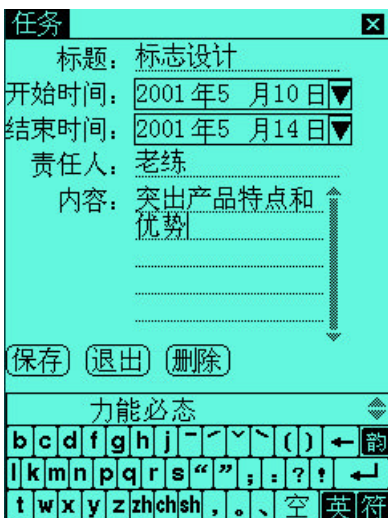 任务
标题：标志设计
开始时间：2001年5 月10日
结束时间：2001年5 月14日
责任人：老练
内容：突出产品特点和
优势
保存 退出 删除
力能必态
b c d f g h j ˉ ˊ ˇ ˋ ( ) ← 韵
l k m n p q r s “ ” ; : ? !
t w x y z zh ch sh , 。 、 空 英 符